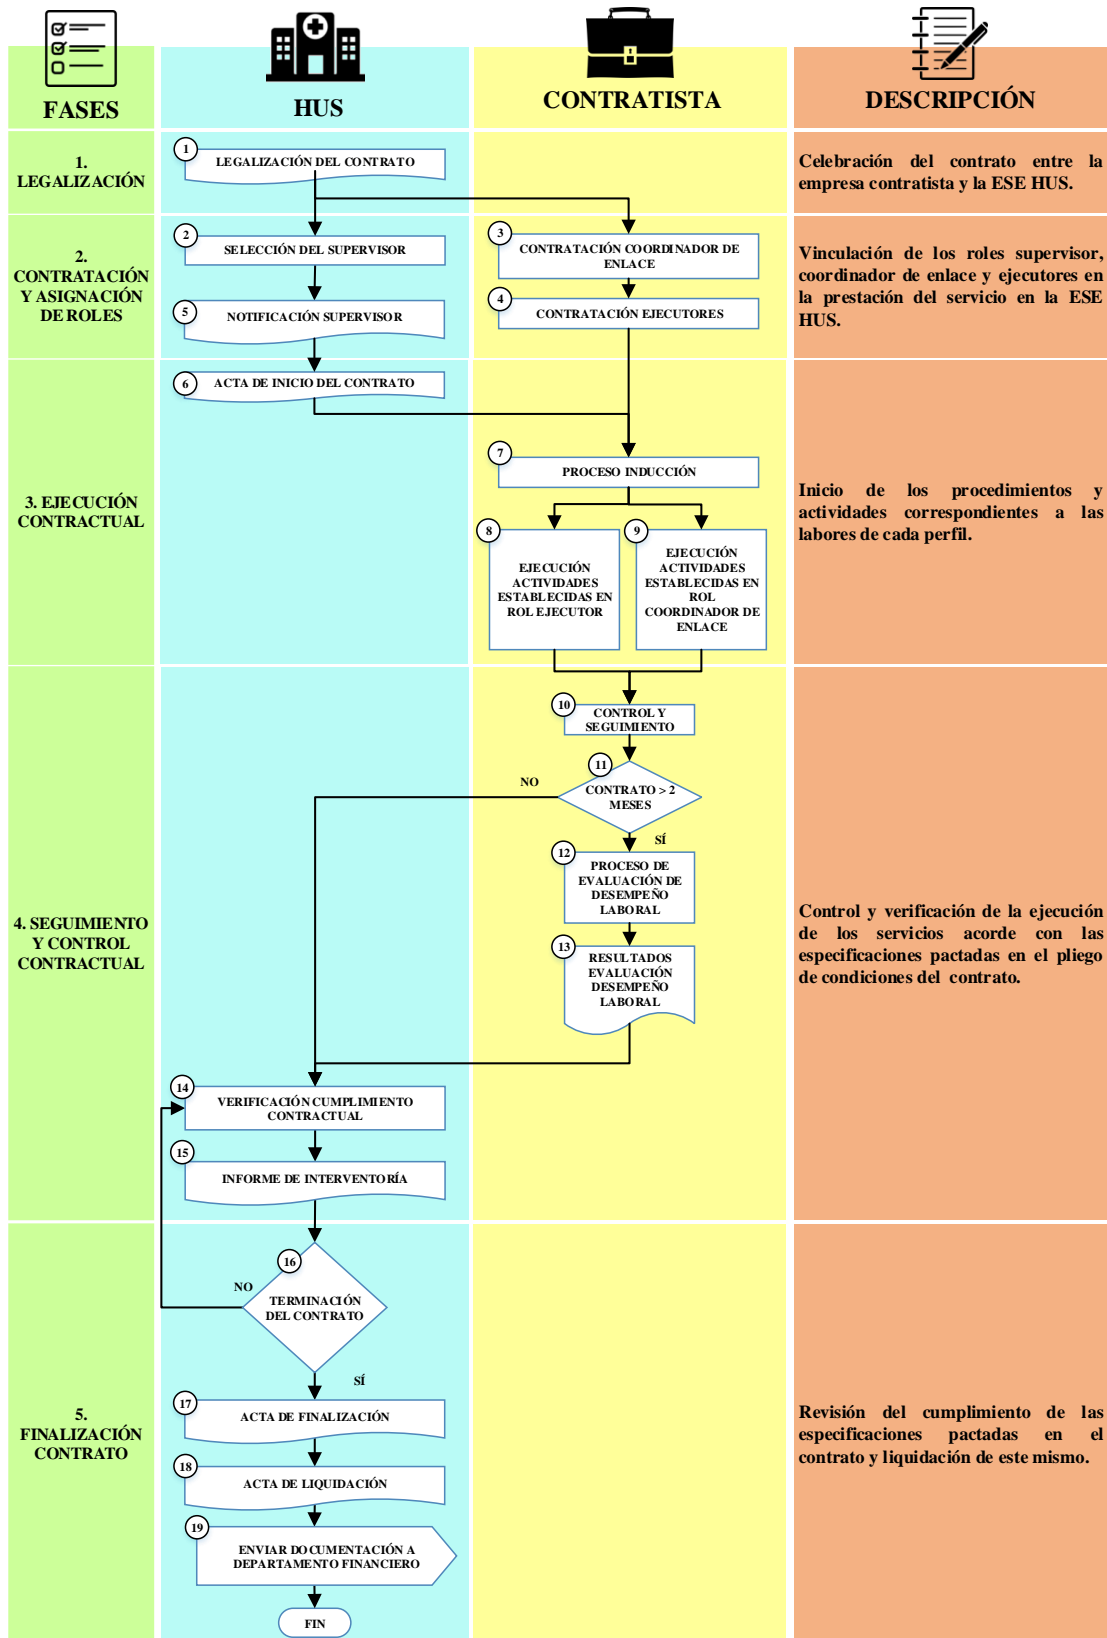 FASES
HUS
CONTRATISTA
DESCRIPCIÓN
1.
LEGALIZACIÓN
1
LEGALIZACIÓN DEL CONTRATO
Celebración del contrato entre la
empresa contratista y la ESE HUS.
2.
CONTRATACIÓN
Y ASIGNACIÓN
DE ROLES
2
SELECCIÓN DEL SUPERVISOR
3
CONTRATACIÓN COORDINADOR DE
ENLACE
4
CONTRATACIÓN EJECUTORES
5
NOTIFICACIÓN SUPERVISOR
Vinculación de los roles supervisor,
coordinador de enlace y ejecutores en
la prestación del servicio en la ESE
HUS.
3. EJECUCIÓN
CONTRACTUAL
6
ACTA DE INICIO DEL CONTRATO
7
PROCESO INDUCCIÓN
8
EJECUCIÓN
ACTIVIDADES
ESTABLECIDAS EN
ROL EJECUTOR
9
EJECUCIÓN
ACTIVIDADES
ESTABLECIDAS EN
ROL
COORDINADOR DE
ENLACE
Inicio de los procedimientos y
actividades correspondientes a las
labores de cada perfil.
4. SEGUIMIENTO
Y CONTROL
CONTRACTUAL
10
CONTROL Y
SEGUIMIENTO
11
CONTRATO > 2
MESES
NO
SÍ
12
PROCESO DE
EVALUACIÓN DE
DESEMPEÑO
LABORAL
13
RESULTADOS
EVALUACIÓN
DESEMPEÑO
LABORAL
14
VERIFICACIÓN CUMPLIMIENTO
CONTRACTUAL
15
INFORME DE INTERVENTORÍA
Control y verificación de la ejecución
de los servicios acorde con las
especificaciones pactadas en el pliego
de condiciones del contrato.
5.
FINALIZACIÓN
CONTRATO
16
TERMINACIÓN
DEL CONTRATO
NO
SÍ
17
ACTA DE FINALIZACIÓN
18
ACTA DE LIQUIDACIÓN
19
ENVIAR DOCUMENTACIÓN A
DEPARTAMENTO FINANCIERO
FIN
Revisión del cumplimiento de las
especificaciones pactadas en el
contrato y liquidación de este mismo.